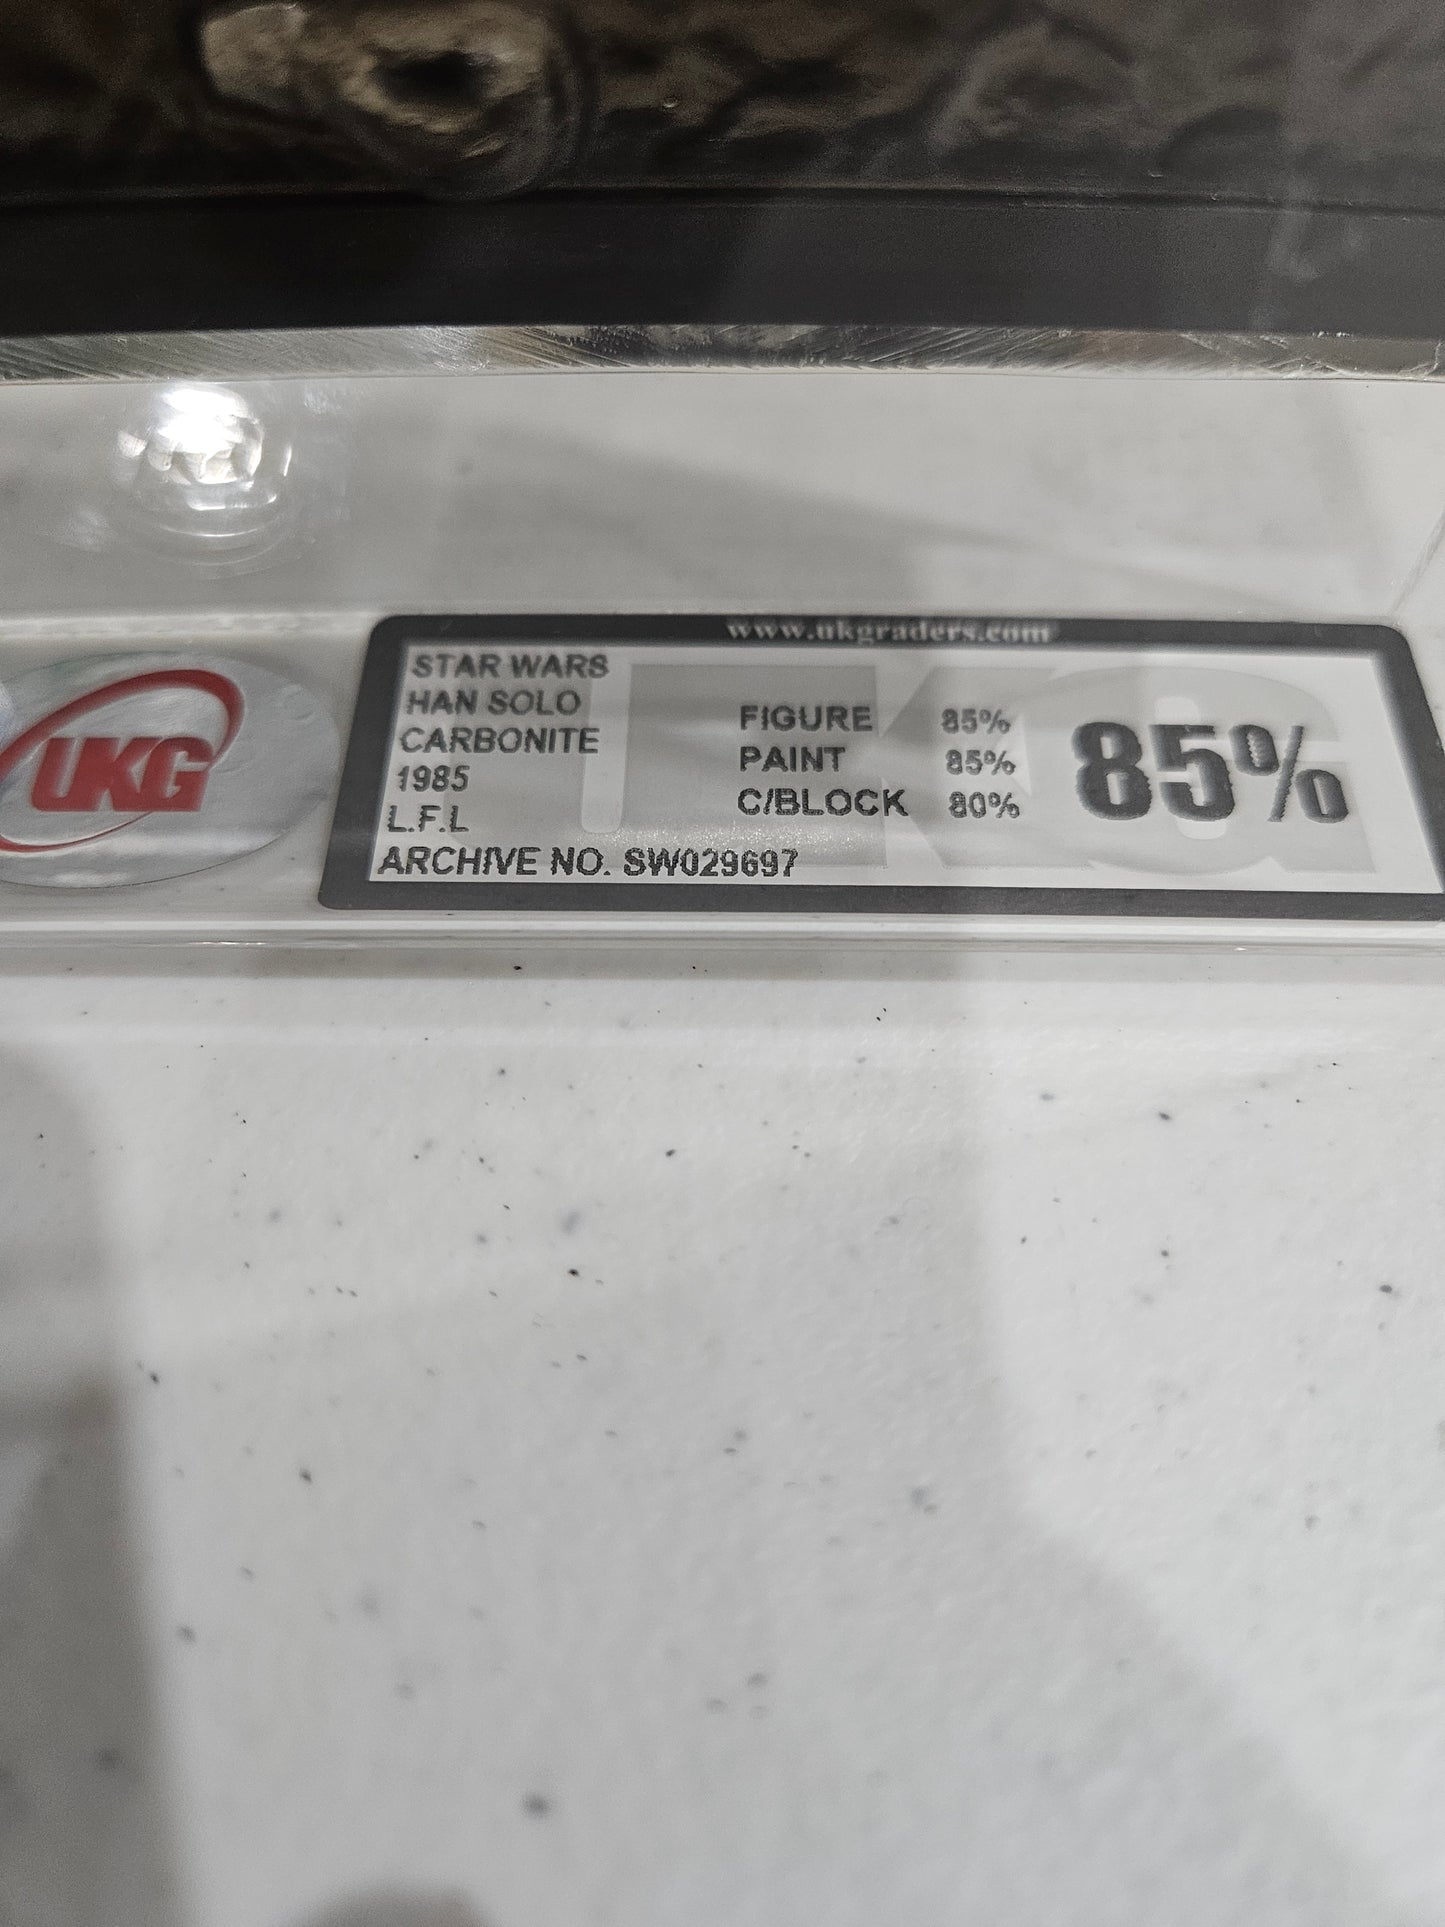 www.ukgraders.com
UKG
STAR WARS
HAN SOLO
CARBONITE
1985
L.F.L
ARCHIVE NO. SW029697
FIGURE 85%
PAINT 85%
C/BLOCK 80%
85%
UKG